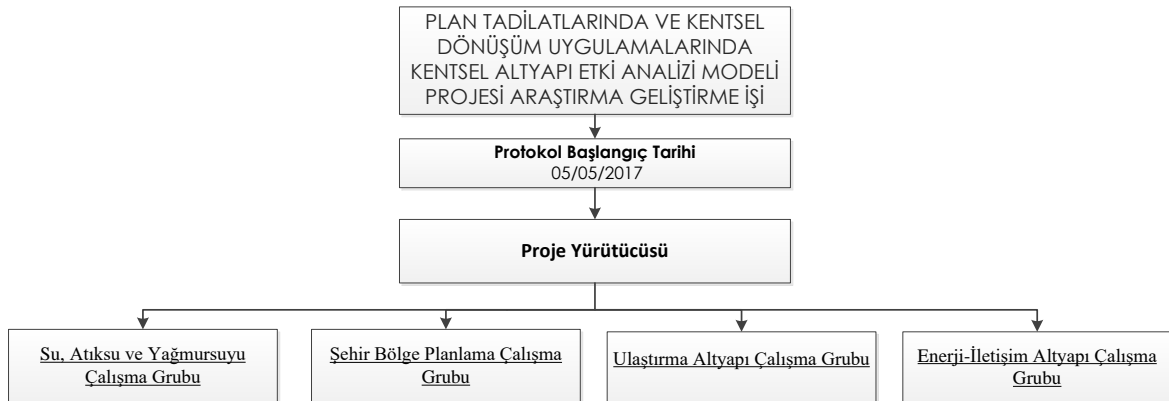 PLAN TADİLATLARINDA VE KENTSEL
DÖNÜŞÜM UYGULAMALARINDA
KENTSEL ALTYAPI ETKİ ANALİZİ MODELİ
PROJESİ ARAŞTIRMA GELİŞTİRME İŞİ
Protokol Başlangıç Tarihi
05/05/2017
Proje Yürütücüsü
Su, Atıksu ve Yağmursuyu
Çalışma Grubu
Şehir Bölge Planlama Çalışma
Grubu
Ulaştırma Altyapı Çalışma Grubu
Enerji-İletişim Altyapı Çalışma
Grubu